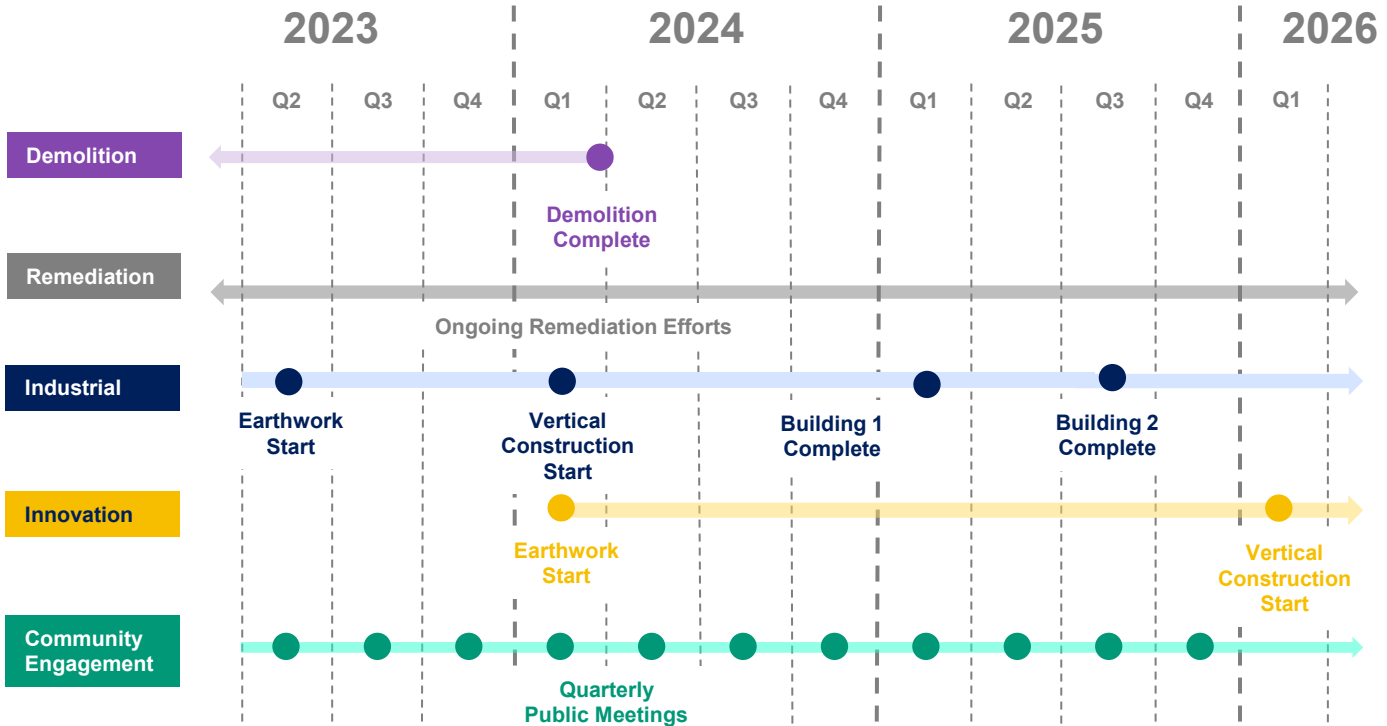 2023 2024 2025 2026
Q2 Q3 Q4 Q1 Q2 Q3 Q4 Q1 Q2 Q3 Q4 Q1
Demolition
Demolition
Complete
Remediation
Ongoing Remediation Efforts
Industrial
Earthwork
Start
Vertical
Construction
Start
Building 1
Complete
Building 2
Complete
Innovation
Earthwork
Start
Vertical
Construction
Start
Community
Engagement
Quarterly
Public Meetings